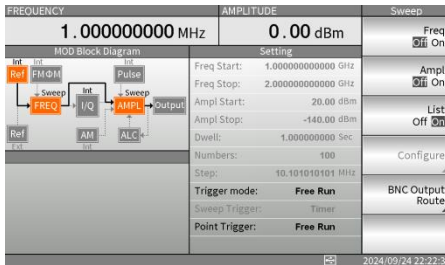 FREQUENCY
1.000000000 MHz
AMPLITUDE
0.00 dBm
MOD Block Diagram
Int
Ref
Int
FMΦM
Int
Pulse
Sweep
Int
Sweep
FREQ
I/Q
AMPL
Output
Ref
Ext
AM
Int
ALC
Setting
Freq Start: 1.000000000000 GHz
Freq Stop: 2.000000000000 GHz
Ampl Start: 20.00 dBm
Ampl Stop: -140.00 dBm
Dwell: 1.000000000 Sec
Numbers: 100
Step: 10.101010101 MHz
Trigger mode: Free Run
Sweep Trigger: Timer
Point Trigger: Free Run
Sweep
Freq
Off On
Ampl
Off On
List
Off On
Configure
BNC Output
Route
2024/09/24 22:22:3